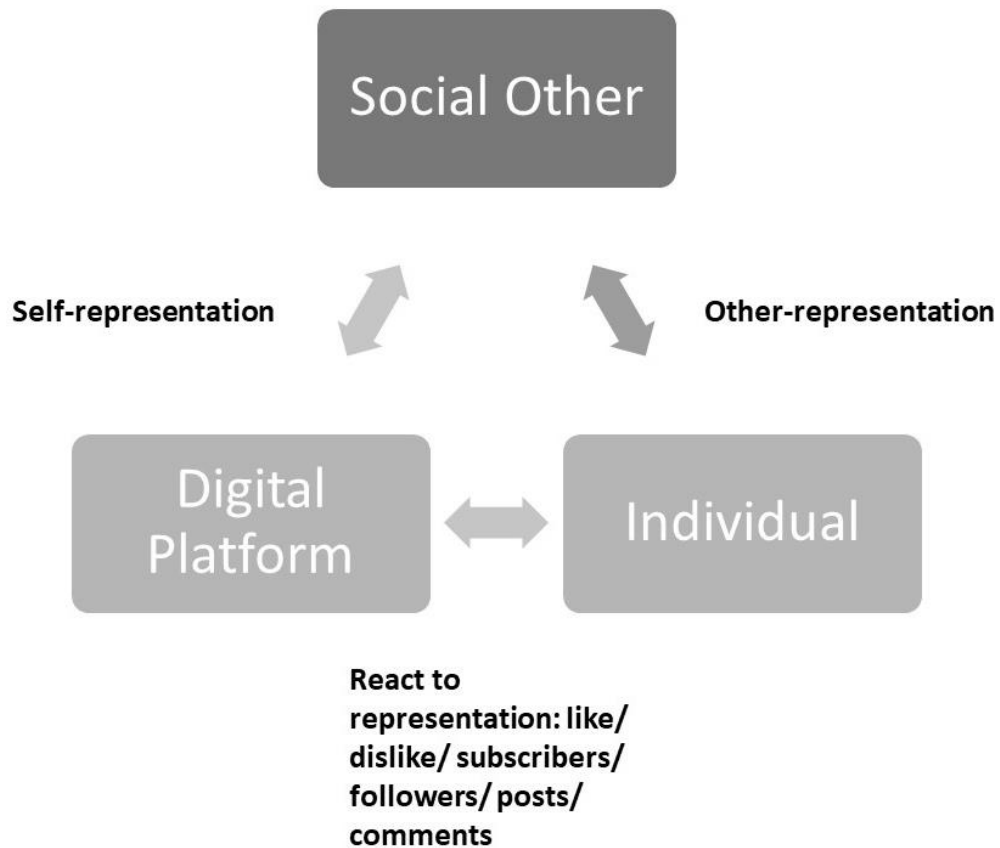 Social Other
Self-representation
Other-representation
Digital
Platform
Individual
React to
representation: like/
dislike/ subscribers/
followers/ posts/
comments